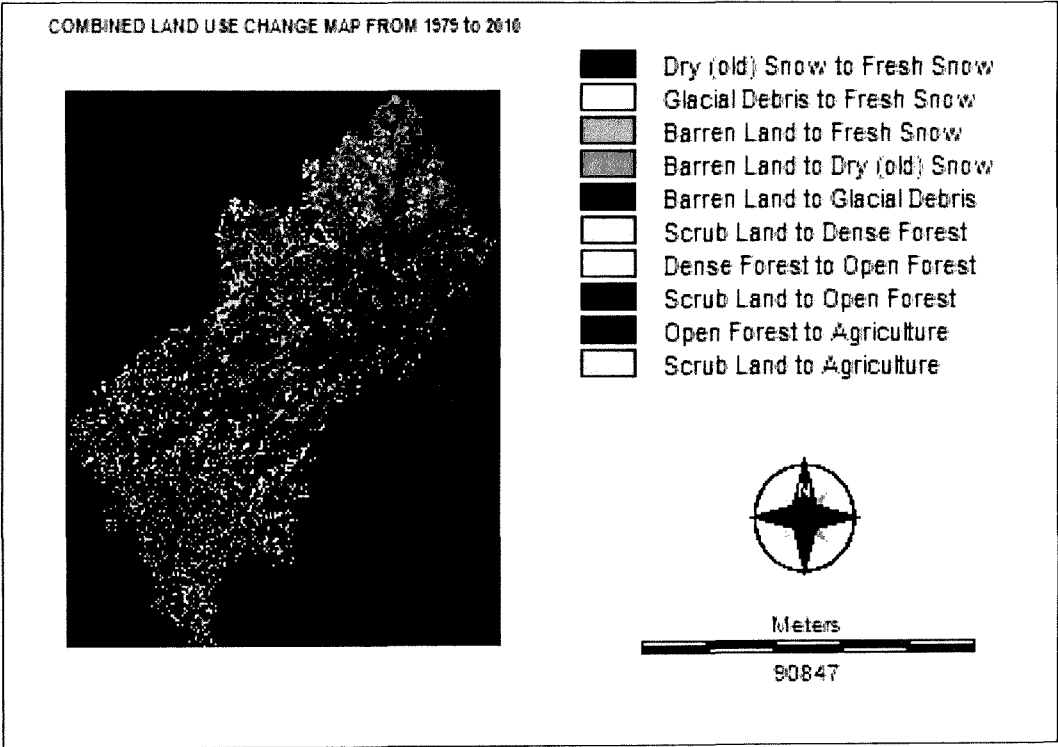 COMBINED LAND USE CHANGE MAP FROM 1979 to 2010
Dry (old) Snow to Fresh Snow
Glacial Debris to Fresh Snow
Barren Land to Fresh Snow
Barren Land to Dry (old) Snow
Barren Land to Glacial Debris
Scrub Land to Dense Forest
Dense Forest to Open Forest
Scrub Land to Open Forest
Open Forest to Agriculture
Scrub Land to Agriculture
N
Meters
90847